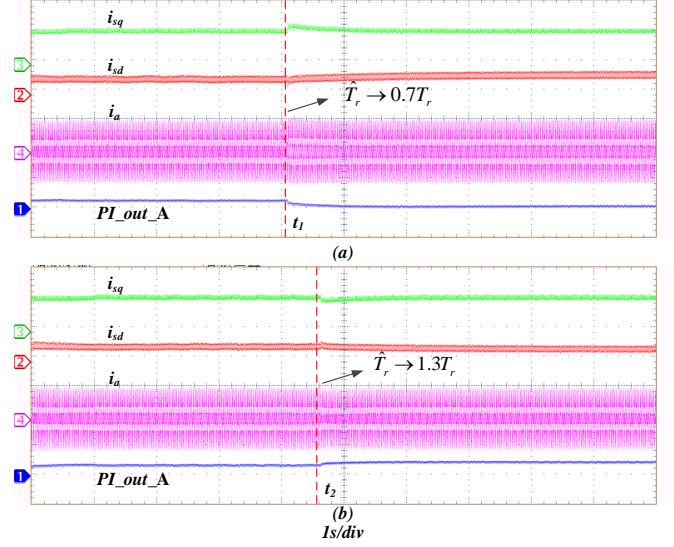 i_sq
3
i_sd
2
T̂_r → 0.7T_r
i_a
4
PI_out_A
1
t_1
(a)
i_sq
3
i_sd
2
T̂_r → 1.3T_r
i_a
4
PI_out_A
1
t_2
(b)
1s/div